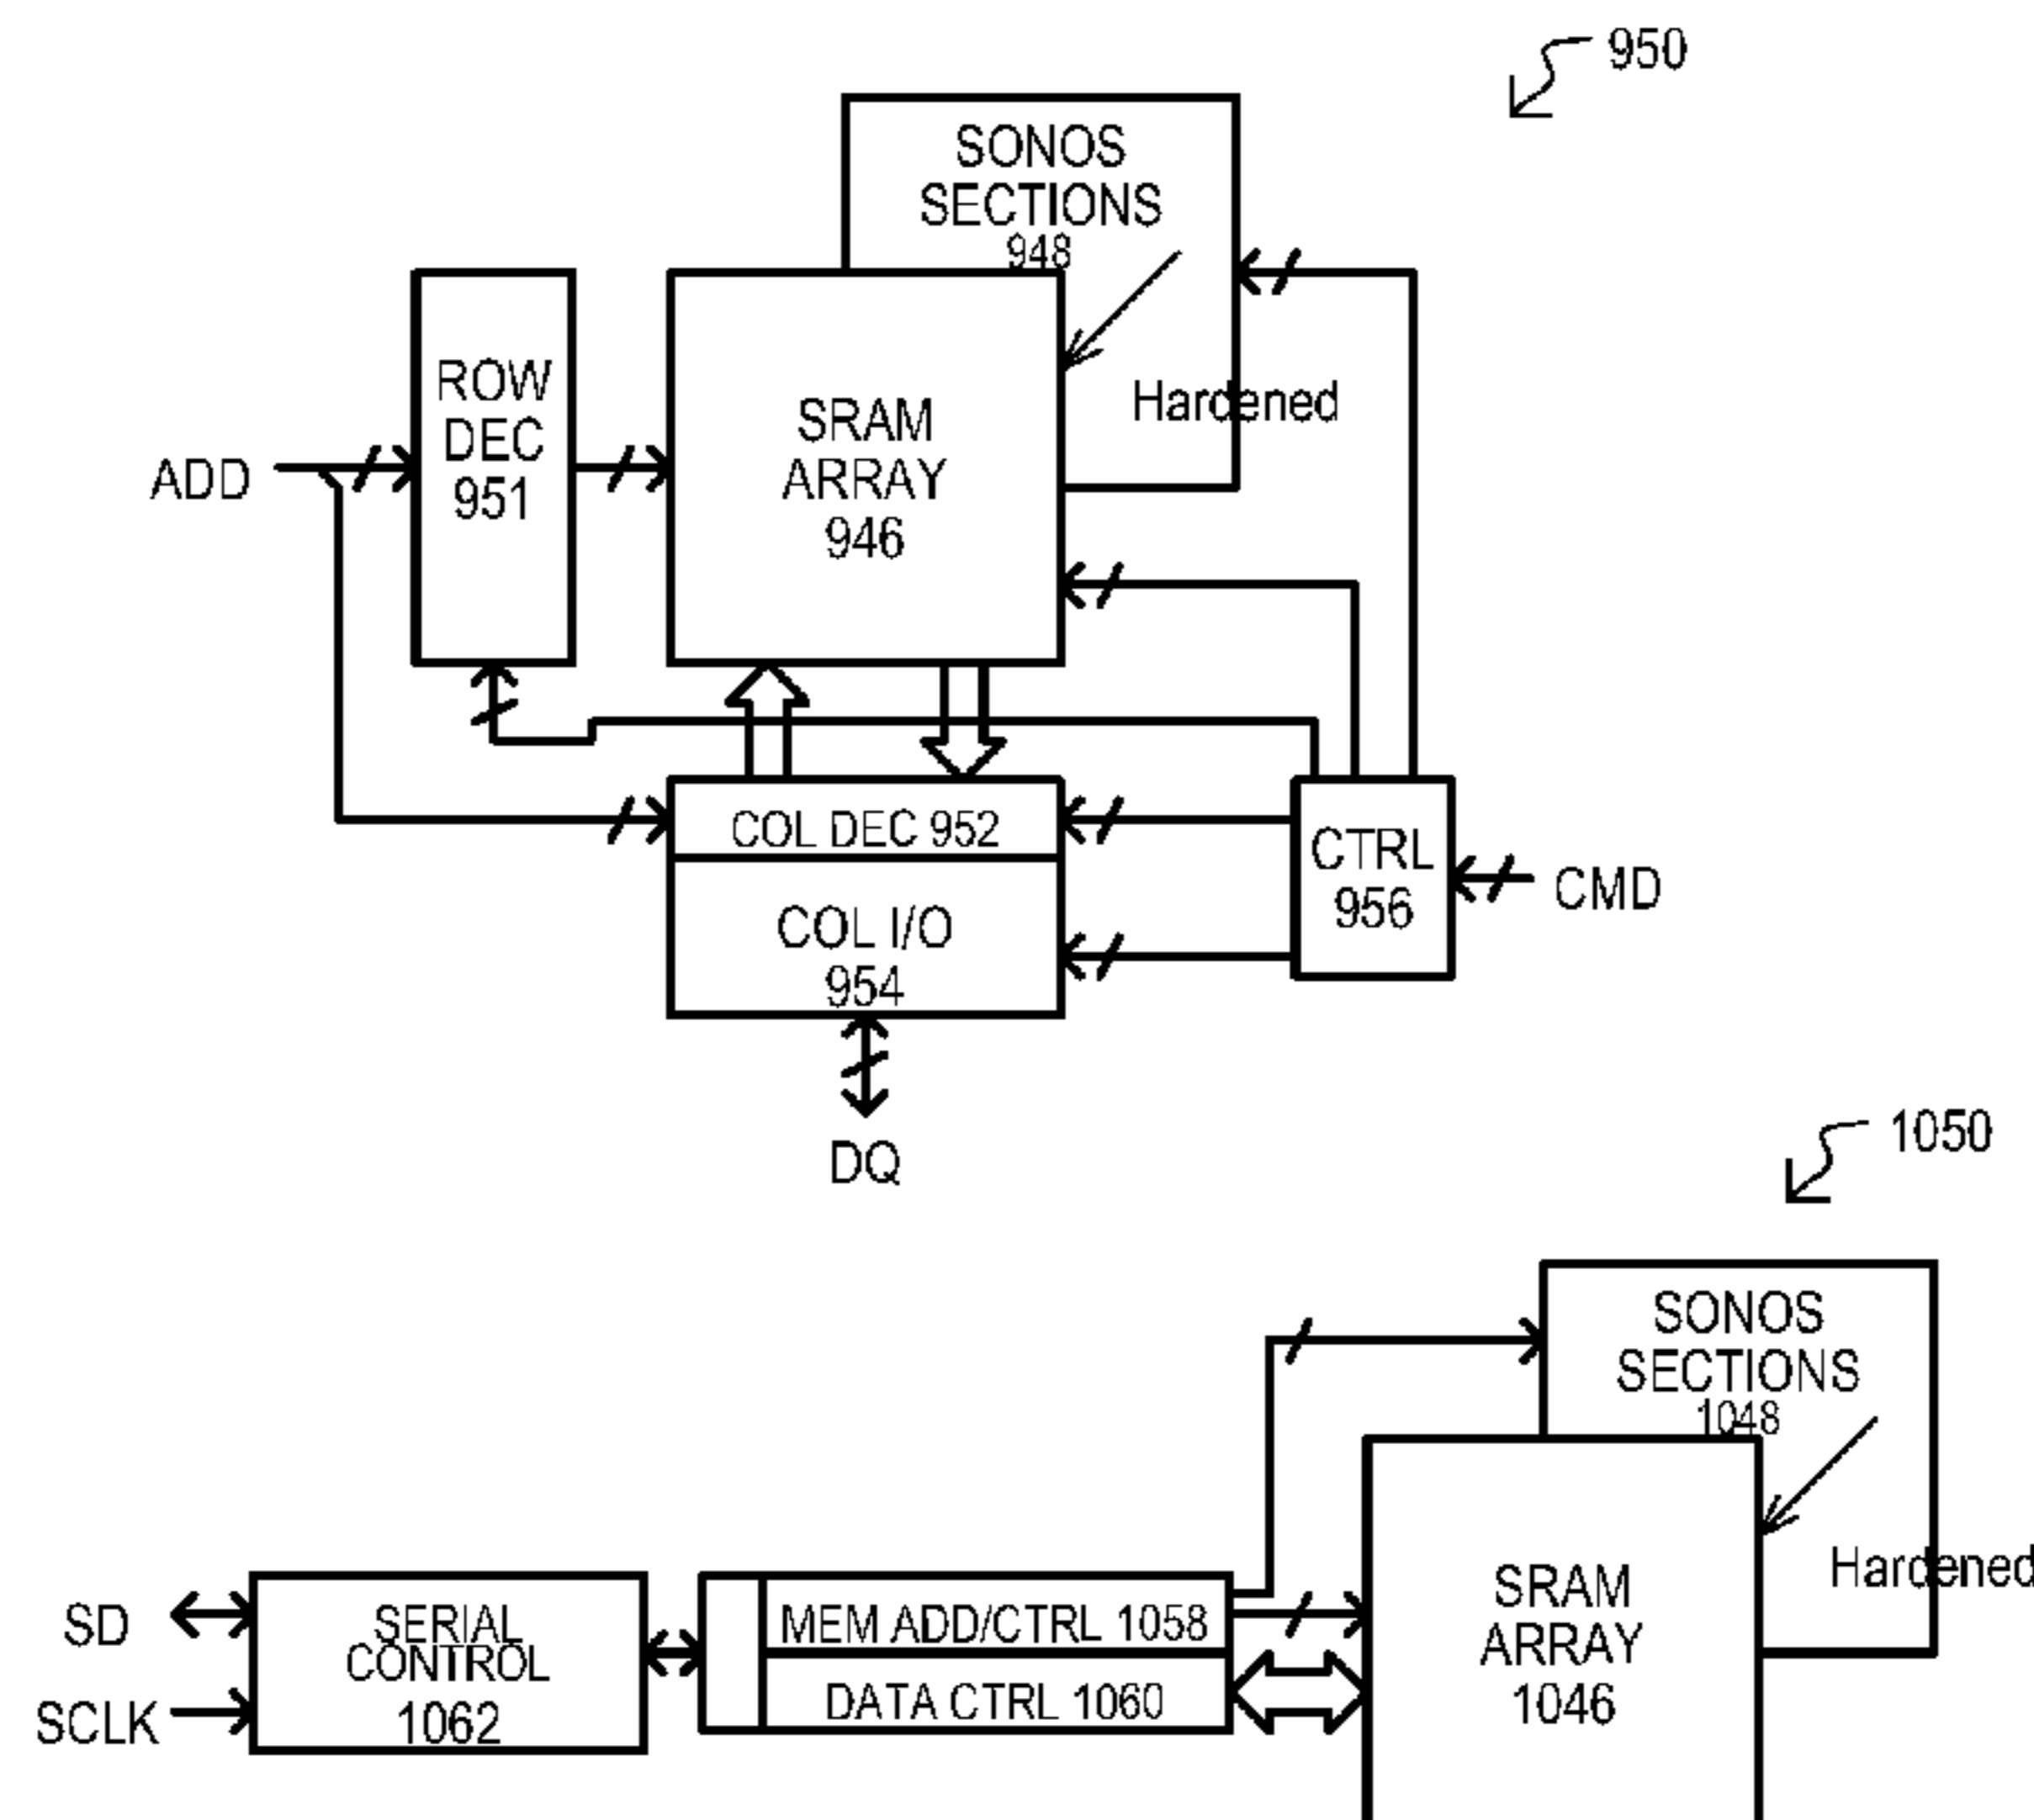 950
SONOS
SECTIONS
948
ROW
DEC
951
Hardened
SRAM
ARRAY
946
ADD
COL DEC 952
CTRL
956
CMD
COL I/O
954
DQ
1050
SONOS
SECTIONS
1048
Hardened
SRAM
ARRAY
1046
SD
SCLK
SERIAL
CONTROL
1062
MEM ADD/CTRL 1058
DATA CTRL 1060